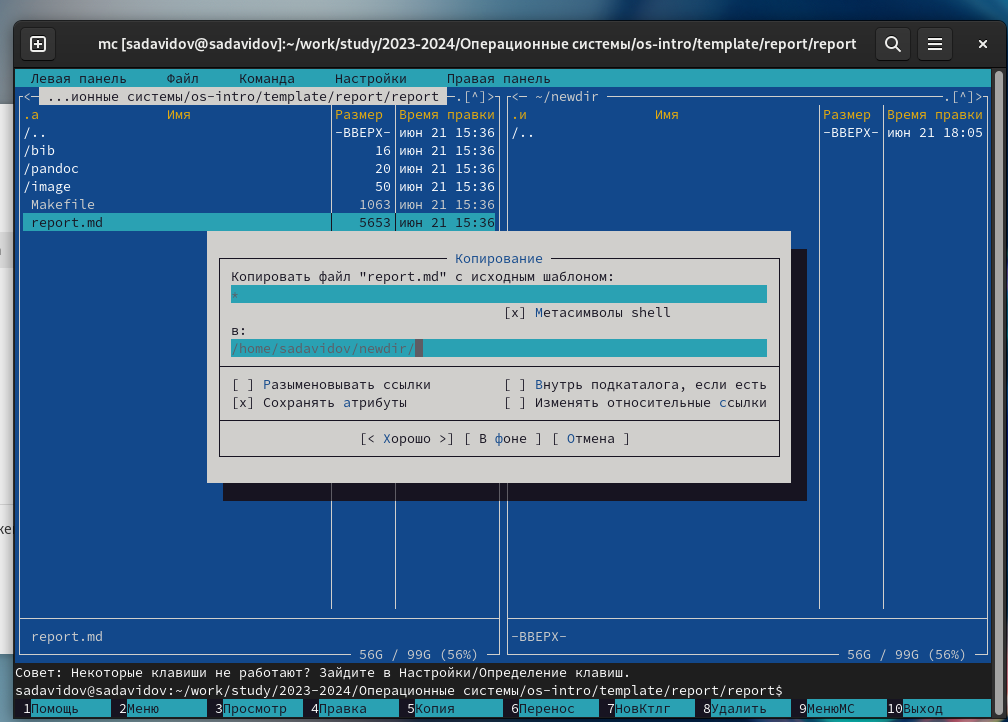 mc [sadavidov@sadavidov]:~/work/study/2023-2024/Операционные системы/os-intro/template/report/report
Левая панель Файл Команда Настройки Правая панель
<— ...ионные системы/os-intro/template/report/report —.[^]>
.и Имя Размер Время правки
/.. -ВВЕРХ- июн 21 15:36
/bib 16 июн 21 15:36
/pandoc 20 июн 21 15:36
/image 50 июн 21 15:36
Makefile 1063 июн 21 15:36
report.md 5653 июн 21 15:36
<— ~/newdir —.[^]>
.и Имя Размер Время правки
/.. -ВВЕРХ- июн 21 18:05
Копирование
Копировать файл "report.md" с исходным шаблоном:
*
[x] Метасимволы shell
в:
/home/sadavidov/newdir/
[ ] Разыменовывать ссылки [ ] Внутрь подкаталога, если есть
[x] Сохранять атрибуты [ ] Изменять относительные ссылки
[< Хорошо >] [ В фоне ] [ Отмена ]
report.md
56G / 99G (56%)
-ВВЕРХ-
56G / 99G (56%)
Совет: Некоторые клавиши не работают? Зайдите в Настройки/Определение клавиш.
sadavidov@sadavidov:~/work/study/2023-2024/Операционные системы/os-intro/template/report/report$
1Помощь 2Меню 3Просмотр 4Правка 5Копия 6Перенос 7НовКтлг 8Удалить 9МенюMC 10Выход